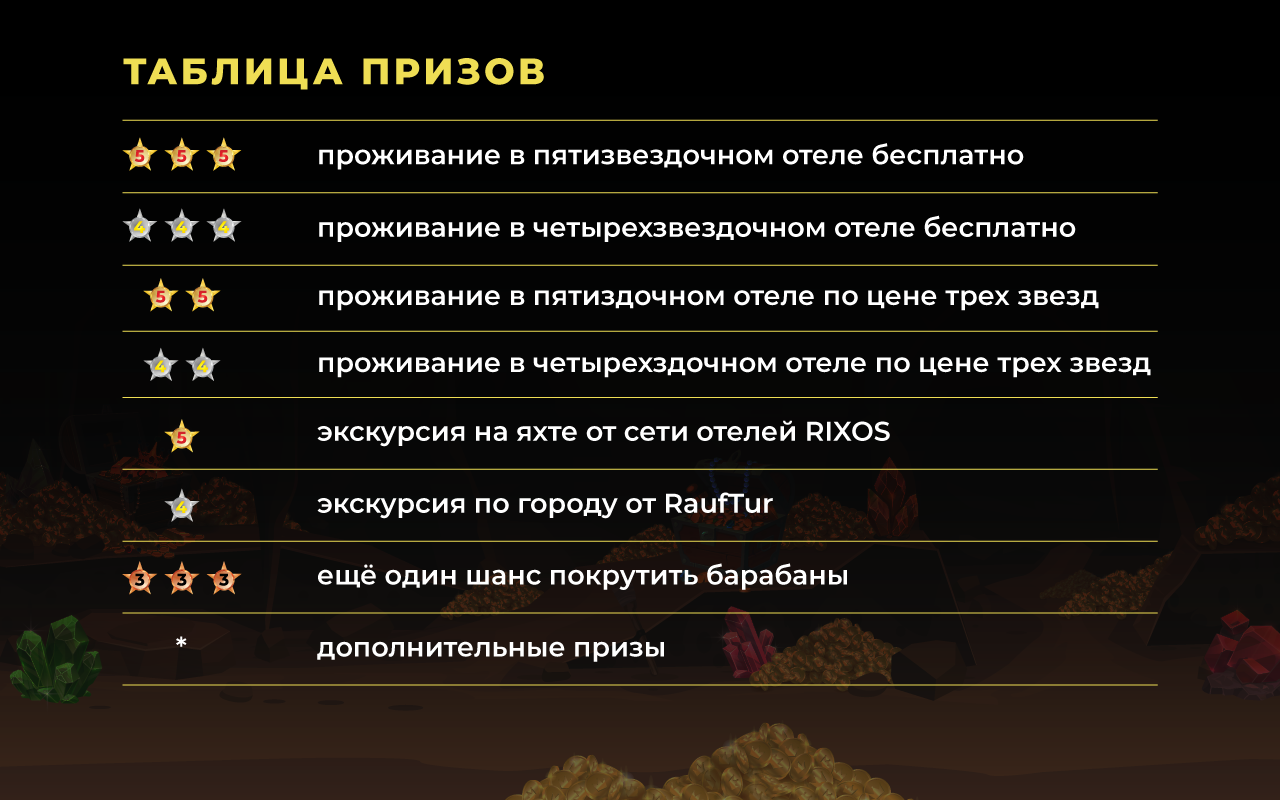 ТАБЛИЦА ПРИЗОВ
5 5 5 проживание в пятизвездочном отеле бесплатно
4 4 4 проживание в четырехзвездочном отеле бесплатно
5 5 проживание в пятиздочном отеле по цене трех звезд
4 4 проживание в четырехздочном отеле по цене трех звезд
5 экскурсия на яхте от сети отелей RIXOS
4 экскурсия по городу от RaufTur
3 3 3 ещё один шанс покрутить барабаны
* дополнительные призы